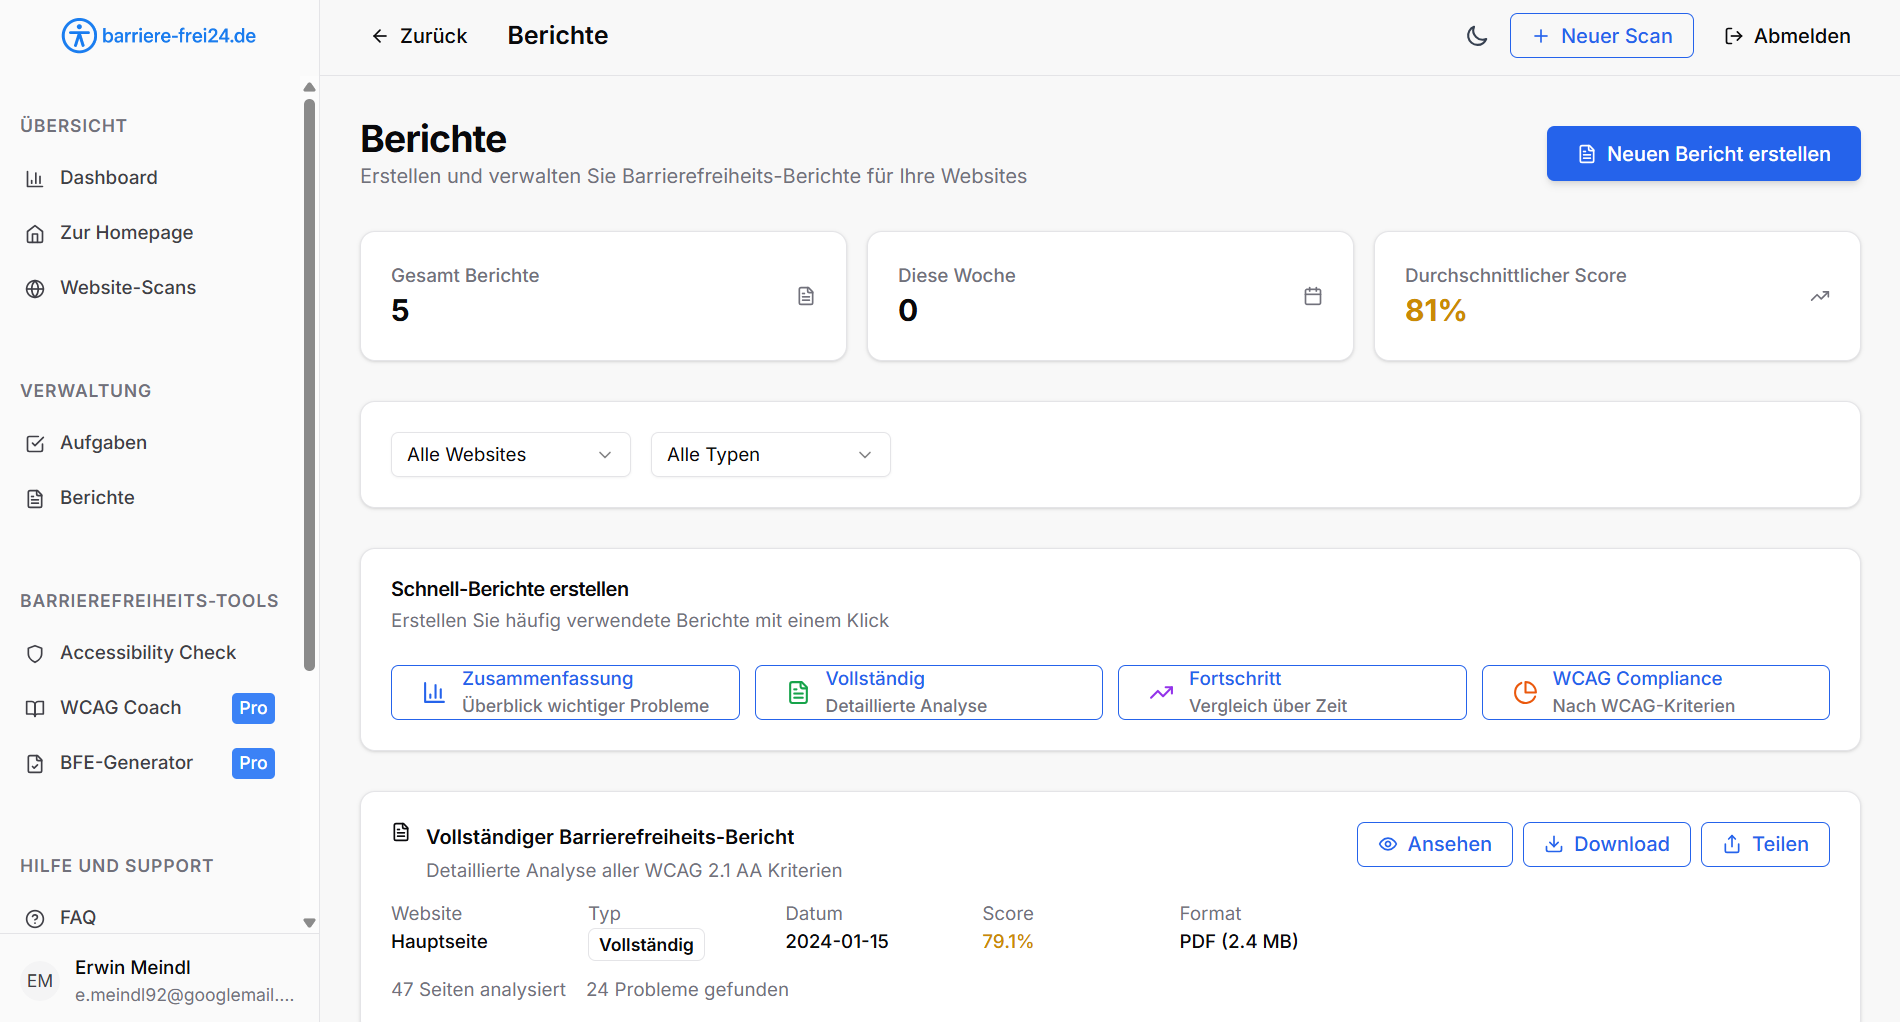 barriere-frei24.de
ÜBERSICHT
Dashboard
Zur Homepage
Website-Scans
VERWALTUNG
Aufgaben
Berichte
BARRIEREFREIHEITS-TOOLS
Accessibility Check
WCAG Coach Pro
BFE-Generator Pro
HILFE UND SUPPORT
FAQ
EM
Erwin Meindl
e.meindl92@googlemail....
Zurück
Berichte
Neuer Scan
Abmelden
Berichte
Erstellen und verwalten Sie Barrierefreiheits-Berichte für Ihre Websites
Neuen Bericht erstellen
Gesamt Berichte
5
Diese Woche
0
Durchschnittlicher Score
81%
Alle Websites
Alle Typen
Schnell-Berichte erstellen
Erstellen Sie häufig verwendete Berichte mit einem Klick
Zusammenfassung
Überblick wichtiger Probleme
Vollständig
Detaillierte Analyse
Fortschritt
Vergleich über Zeit
WCAG Compliance
Nach WCAG-Kriterien
Vollständiger Barrierefreiheits-Bericht
Detaillierte Analyse aller WCAG 2.1 AA Kriterien
Ansehen
Download
Teilen
Website
Hauptseite
Typ
Vollständig
Datum
2024-01-15
Score
79.1%
Format
PDF (2.4 MB)
47 Seiten analysiert 24 Probleme gefunden